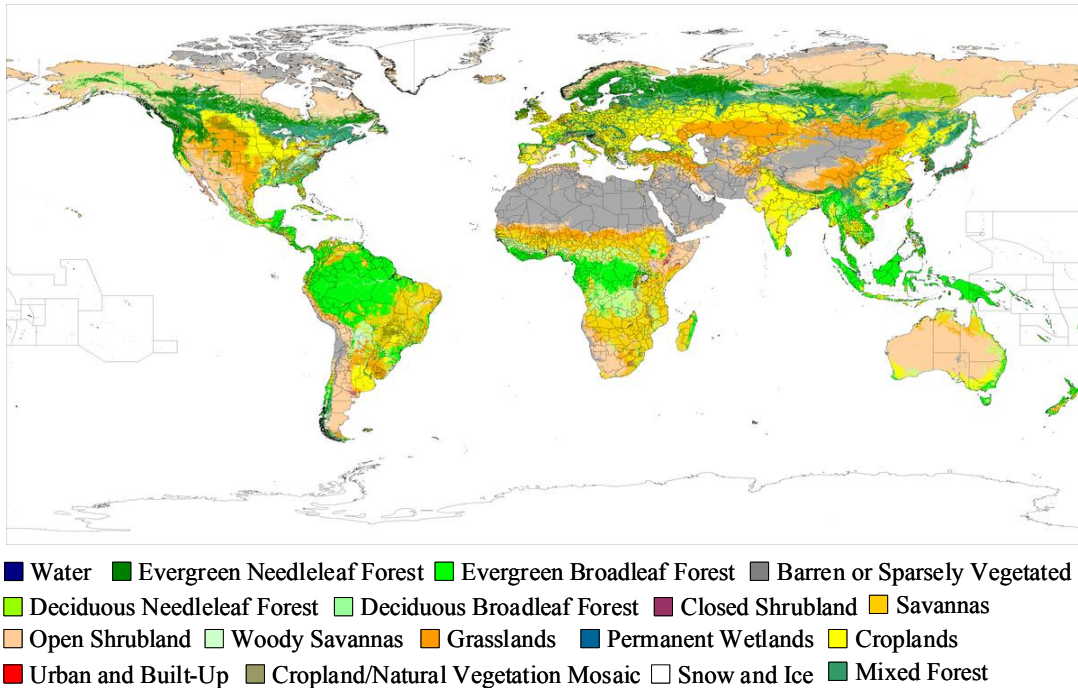 Water Evergreen Needleleaf Forest Evergreen Broadleaf Forest Barren or Sparsely Vegetated
Deciduous Needleleaf Forest Deciduous Broadleaf Forest Closed Shrubland Savannas
Open Shrubland Woody Savannas Grasslands Permanent Wetlands Croplands
Urban and Built-Up Cropland/Natural Vegetation Mosaic Snow and Ice Mixed Forest